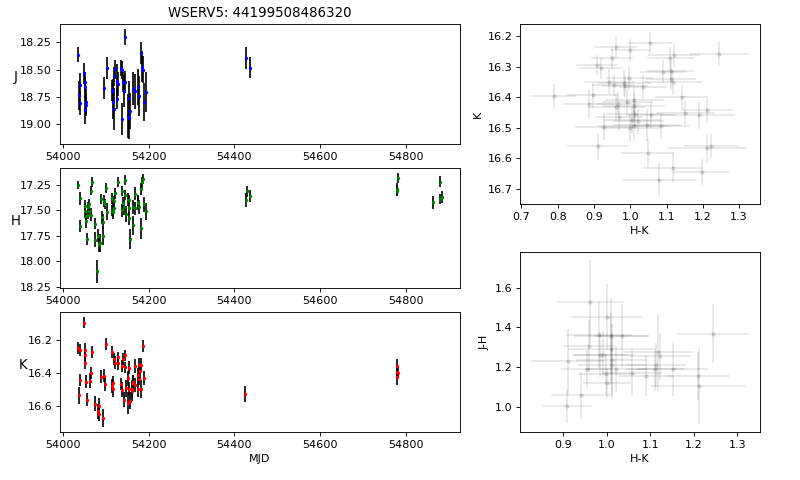 WSERV5: 44199508486320
J
18.25
18.50
18.75
19.00
54000 54200 54400 54600 54800
H
17.25
17.50
17.75
18.00
18.25
54000 54200 54400 54600 54800
K
16.2
16.4
16.6
54000 54200 54400 54600 54800
MJD
K
16.2
16.3
16.4
16.5
16.6
16.7
0.7 0.8 0.9 1.0 1.1 1.2 1.3
H-K
J-H
1.6
1.4
1.2
1.0
0.9 1.0 1.1 1.2 1.3
H-K